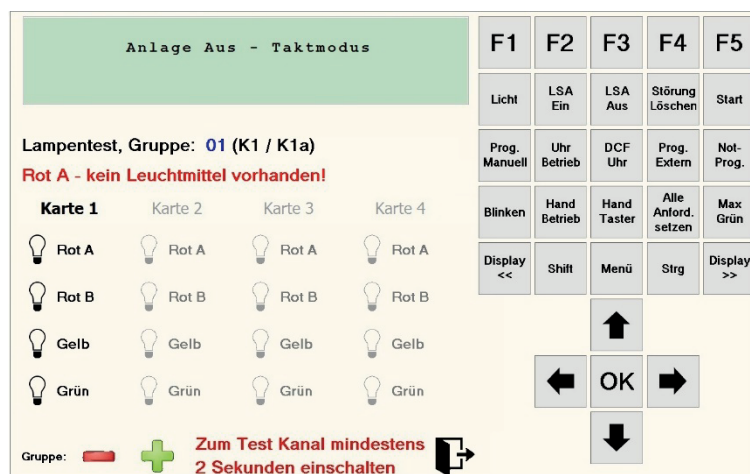 Anlage Aus - Taktmodus
Lampentest, Gruppe: 01 (K1 / K1a)
Rot A - kein Leuchtmittel vorhanden!
Karte 1 Karte 2 Karte 3 Karte 4
Rot A Rot A Rot A Rot A
Rot B Rot B Rot B Rot B
Gelb Gelb Gelb Gelb
Grün Grün Grün Grün
Gruppe:
Zum Test Kanal mindestens
2 Sekunden einschalten
F1 F2 F3 F4 F5
Licht
LSA
Ein
LSA
Aus
Störung
Löschen
Start
Prog.
Manuell
Uhr
Betrieb
DCF
Uhr
Prog.
Extern
Not-
Prog.
Blinken
Hand
Betrieb
Hand
Taster
Alle
Anford.
setzen
Max
Grün
Display
<<
Shift
Menü
Strg
Display
>>
OK